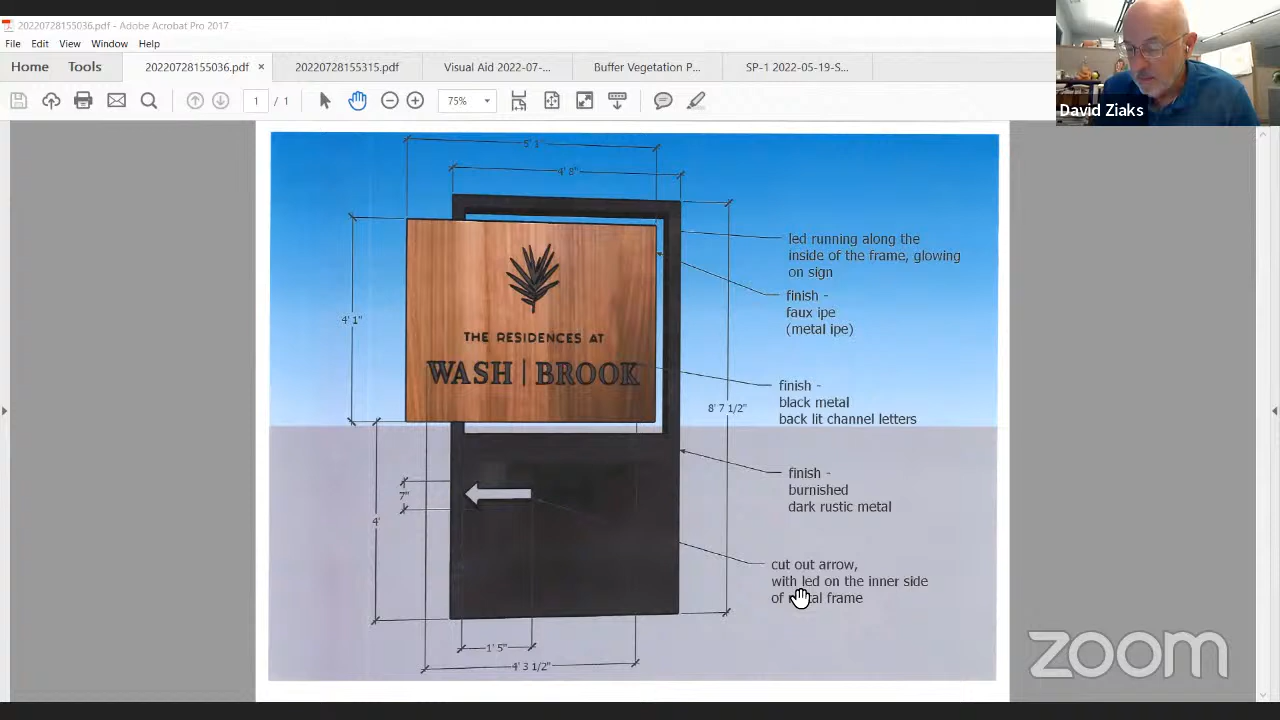 20220728155036.pdf - Adobe Acrobat Pro 2017
File Edit View Window Help
Home Tools 20220728155036.pdf × 20220728155315.pdf Visual Aid 2022-07-... Buffer Vegetation P... SP-1 2022-05-19-S...
1 / 1 75%
David Ziaks
5' 1"
4' 8"
led running along the
inside of the frame, glowing
on sign
finish -
faux ipe
(metal ipe)
4' 1"
THE RESIDENCES AT
WASH | BROOK
finish -
black metal
back lit channel letters
8' 7 1/2"
finish -
burnished
dark rustic metal
7"
4'
cut out arrow,
with led on the inner side
of metal frame
1' 5"
4' 3 1/2"
zoom